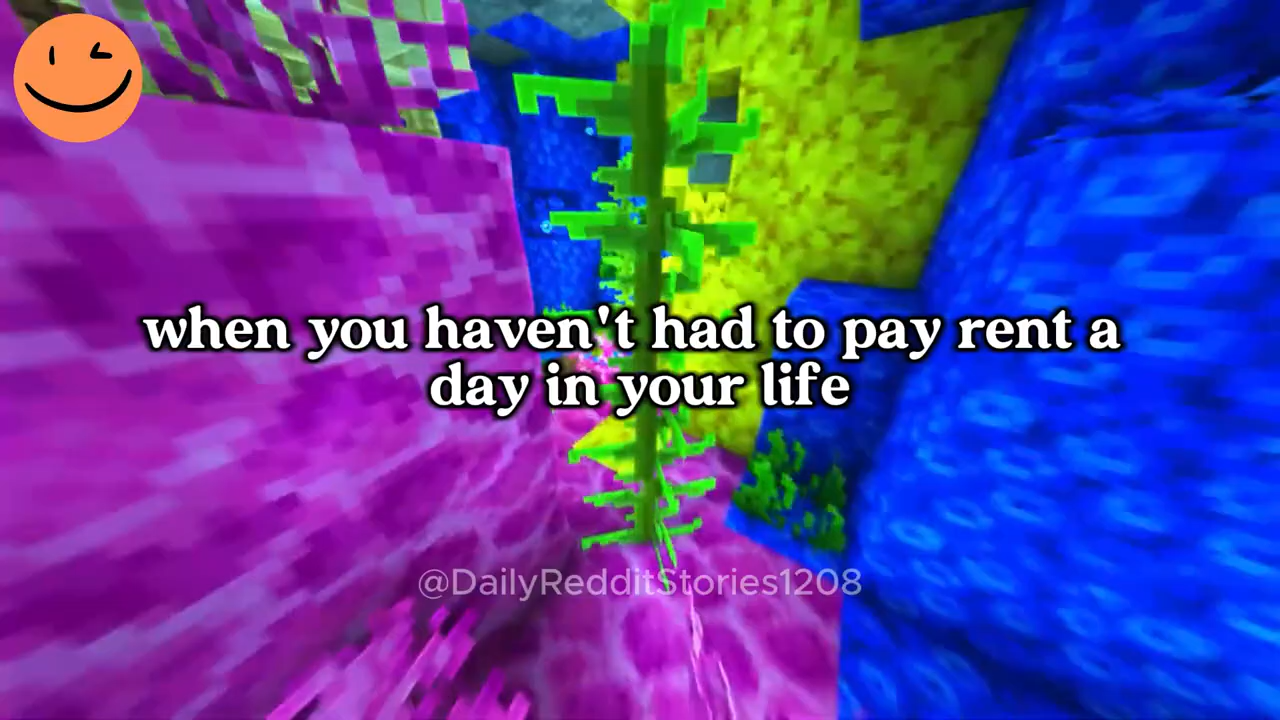 when you haven't had to pay rent a
day in your life
@DailyRedditStories1208